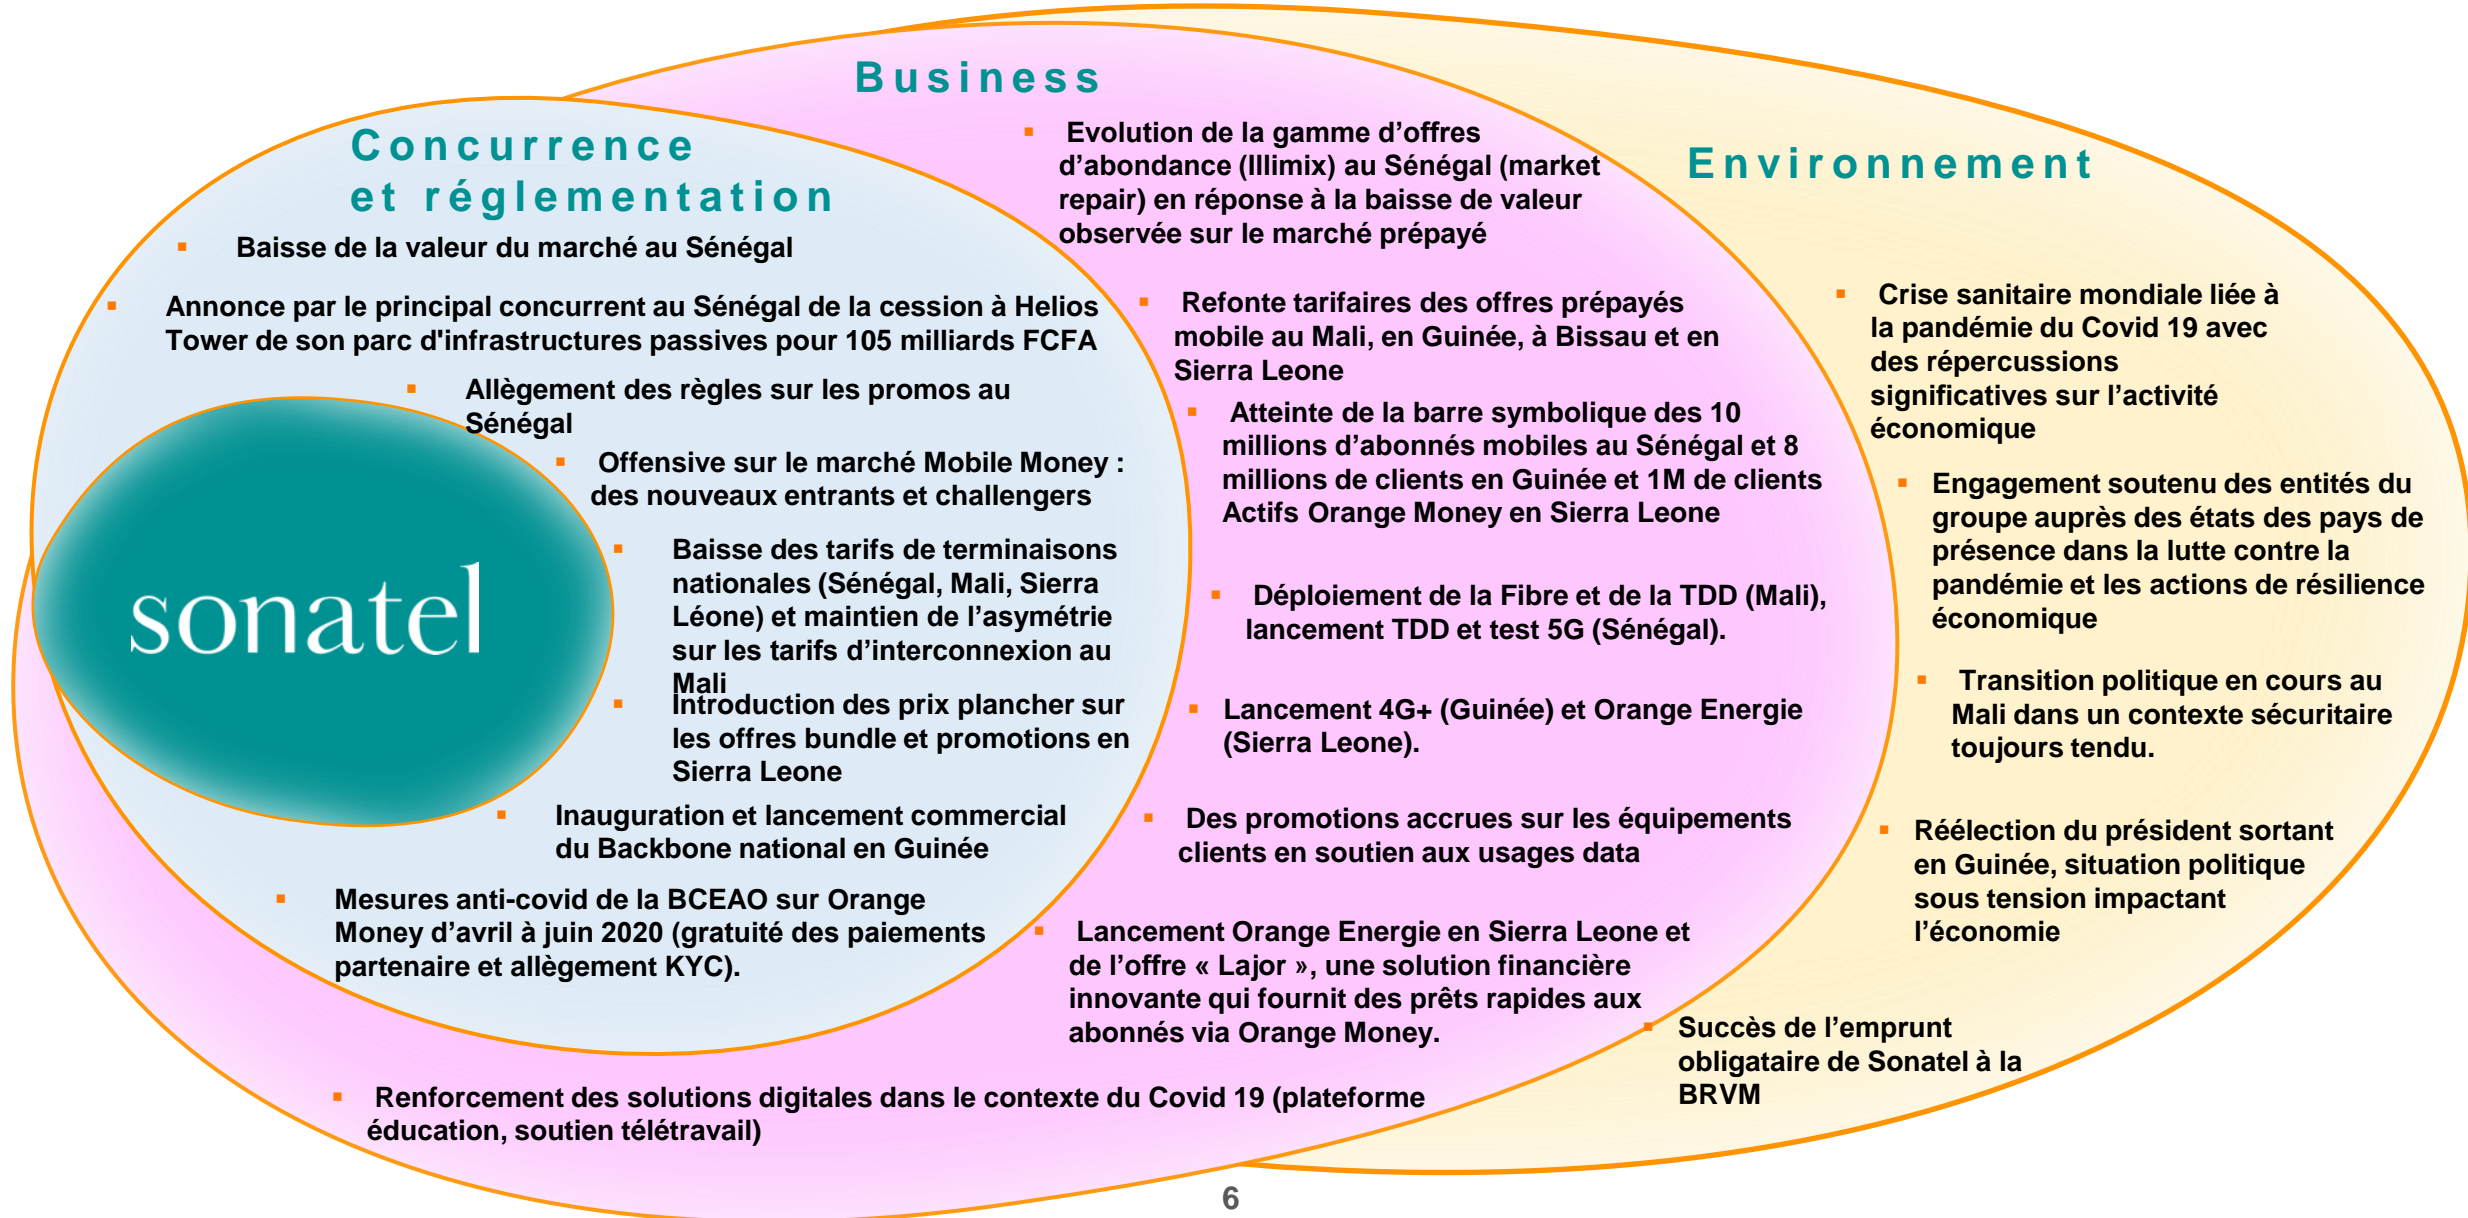 Business
Concurrence
et réglementation
▪ Baisse de la valeur du marché au Sénégal
▪ Annonce par le principal concurrent au Sénégal de la cession à Helios
Tower de son parc d'infrastructures passives pour 105 milliards FCFA
▪ Allègement des règles sur les promos au
Sénégal
▪ Offensive sur le marché Mobile Money :
des nouveaux entrants et challengers
▪ Baisse des tarifs de terminaisons
nationales (Sénégal, Mali, Sierra
Léone) et maintien de l’asymétrie
sur les tarifs d’interconnexion au
Mali
▪ Introduction des prix plancher sur
les offres bundle et promotions en
Sierra Leone
▪ Inauguration et lancement commercial
du Backbone national en Guinée
▪ Mesures anti-covid de la BCEAO sur Orange
Money d’avril à juin 2020 (gratuité des paiements
partenaire et allègement KYC).
sonatel
▪ Evolution de la gamme d’offres
d’abondance (Illimix) au Sénégal (market
repair) en réponse à la baisse de valeur
observée sur le marché prépayé
▪ Refonte tarifaires des offres prépayés
mobile au Mali, en Guinée, à Bissau et en
Sierra Leone
▪ Atteinte de la barre symbolique des 10
millions d’abonnés mobiles au Sénégal et 8
millions de clients en Guinée et 1M de clients
Actifs Orange Money en Sierra Leone
▪ Déploiement de la Fibre et de la TDD (Mali),
lancement TDD et test 5G (Sénégal).
▪ Lancement 4G+ (Guinée) et Orange Energie
(Sierra Leone).
▪ Des promotions accrues sur les équipements
clients en soutien aux usages data
▪ Lancement Orange Energie en Sierra Leone et
de l’offre « Lajor », une solution financière
innovante qui fournit des prêts rapides aux
abonnés via Orange Money.
▪ Renforcement des solutions digitales dans le contexte du Covid 19 (plateforme
éducation, soutien télétravail)
Environnement
▪ Crise sanitaire mondiale liée à
la pandémie du Covid 19 avec
des répercussions
significatives sur l’activité
économique
▪ Engagement soutenu des entités du
groupe auprès des états des pays de
présence dans la lutte contre la
pandémie et les actions de résilience
économique
▪ Transition politique en cours au
Mali dans un contexte sécuritaire
toujours tendu.
▪ Réélection du président sortant
en Guinée, situation politique
sous tension impactant
l’économie
▪ Succès de l’emprunt
obligataire de Sonatel à la
BRVM
6